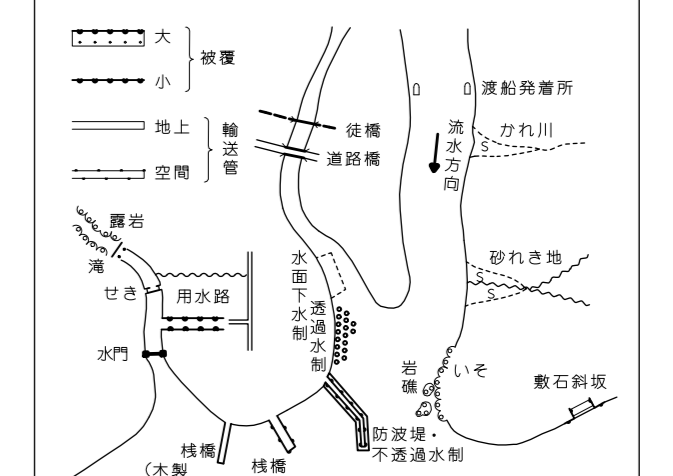 大
被覆
小
地上
輸送管
空間
渡船発着所
徒橋
道路橋
流水方向
かれ川
S
露岩
滝
せき
用水路
水面下水制
透過水制
砂れき地
S
S
水門
岩礁
いそ
敷石斜坂
防波堤・
不透過水制
桟橋
(木製
桟橋